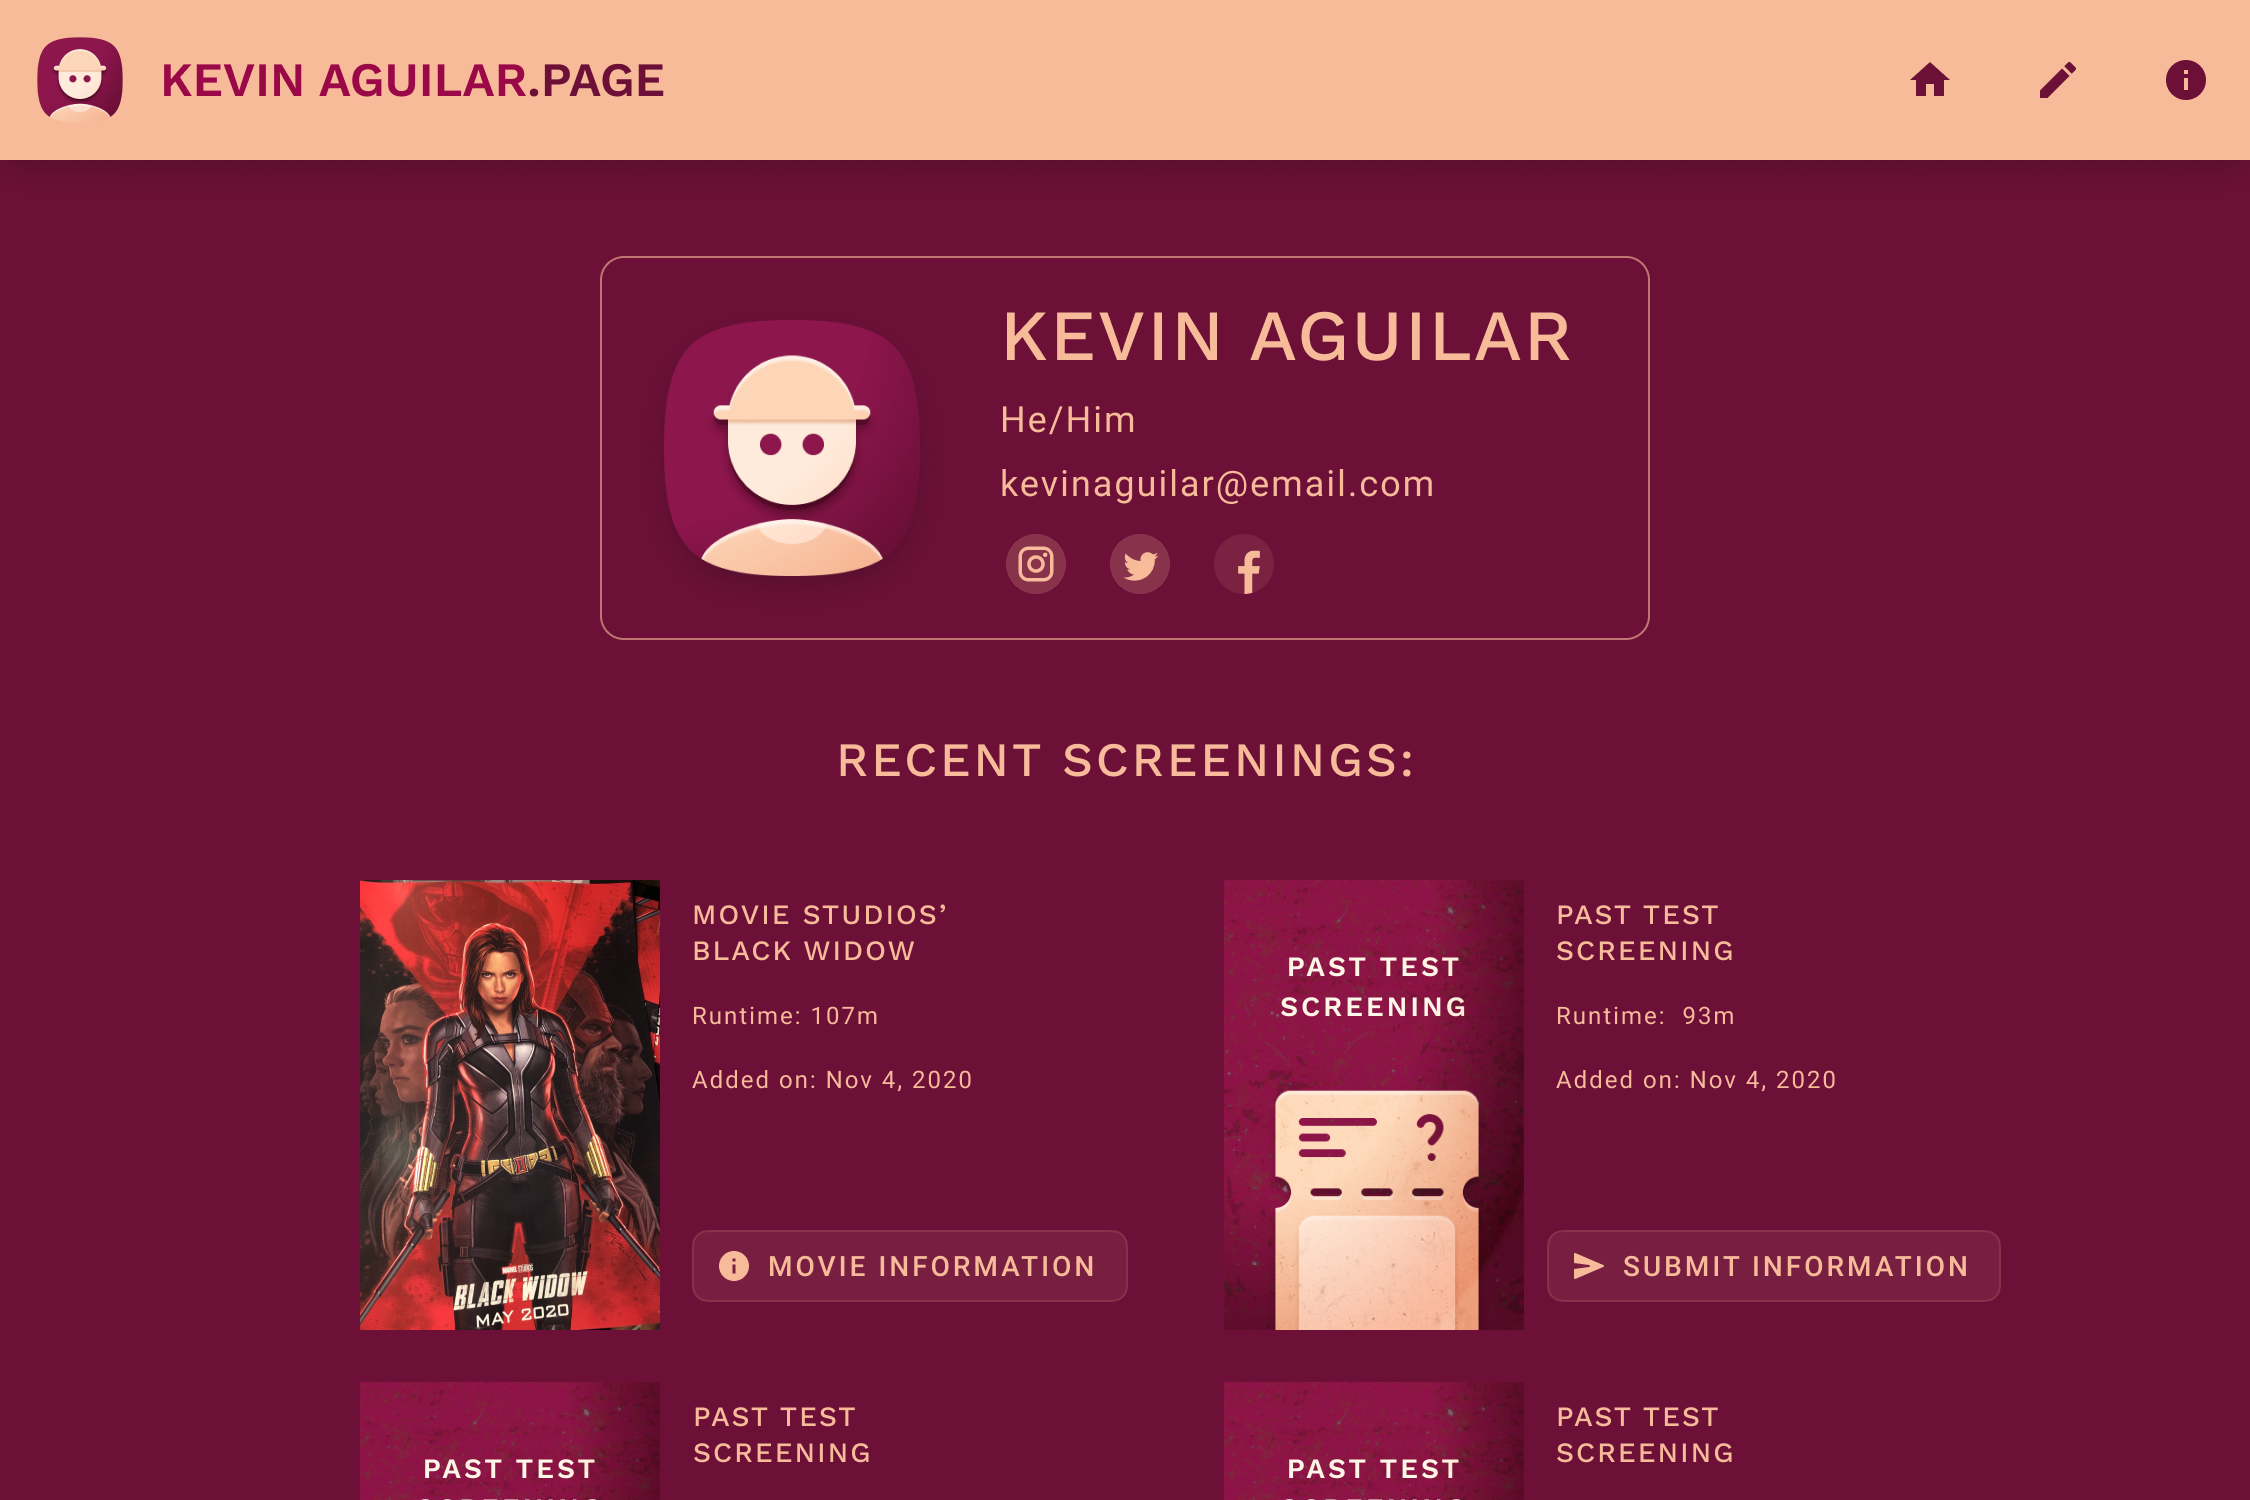 KEVIN AGUILAR.PAGE
KEVIN AGUILAR
He/Him
kevinaguilar@email.com
RECENT SCREENINGS:
MARVEL STUDIOS
BLACK WIDOW
MAY 2020
MOVIE STUDIOS’
BLACK WIDOW
Runtime: 107m
Added on: Nov 4, 2020
MOVIE INFORMATION
PAST TEST
SCREENING
?
PAST TEST
SCREENING
Runtime: 93m
Added on: Nov 4, 2020
SUBMIT INFORMATION
PAST TEST
PAST TEST
SCREENING
PAST TEST
PAST TEST
SCREENING